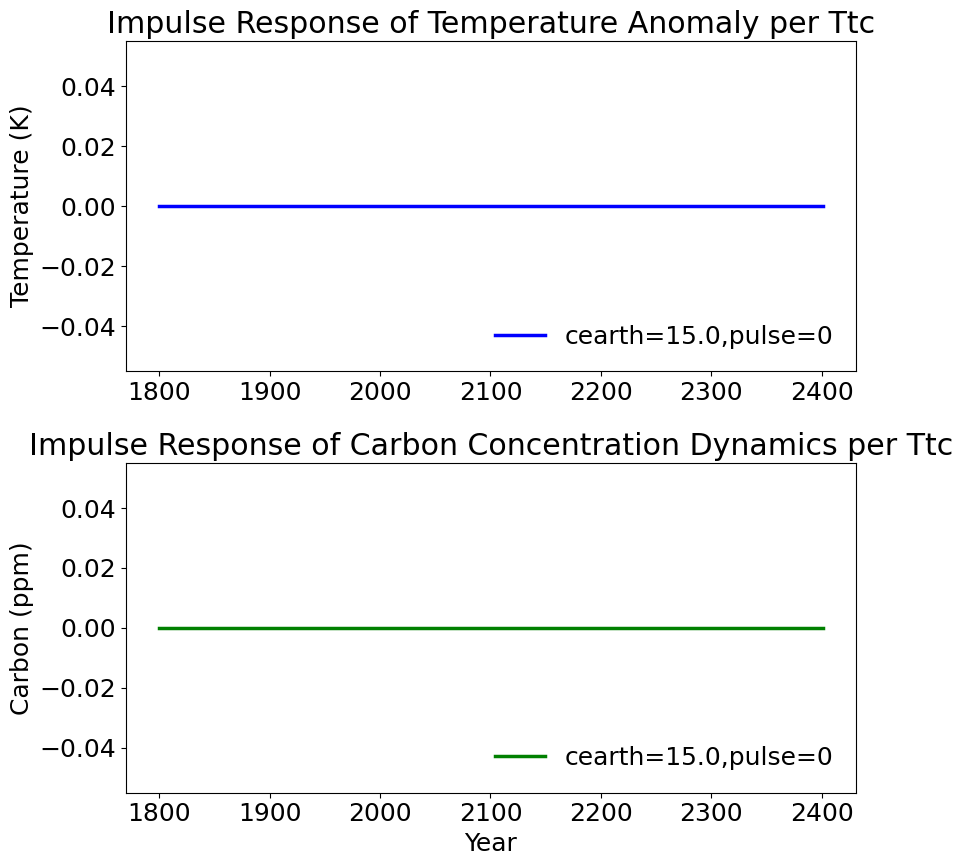 Impulse Response of Temperature Anomaly per Ttc
Temperature (K)
0.04
0.02
0.00
−0.02
−0.04
cearth=15.0,pulse=0
1800 1900 2000 2100 2200 2300 2400
Impulse Response of Carbon Concentration Dynamics per Ttc
Carbon (ppm)
0.04
0.02
0.00
−0.02
−0.04
cearth=15.0,pulse=0
1800 1900 2000 2100 2200 2300 2400
Year